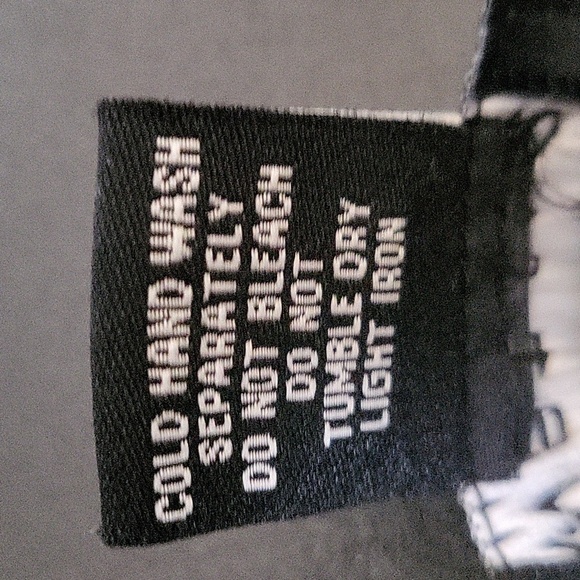 COLD HAND WASH
SEPARATELY
DO NOT BLEACH
DO NOT
TUMBLE DRY
LIGHT IRON